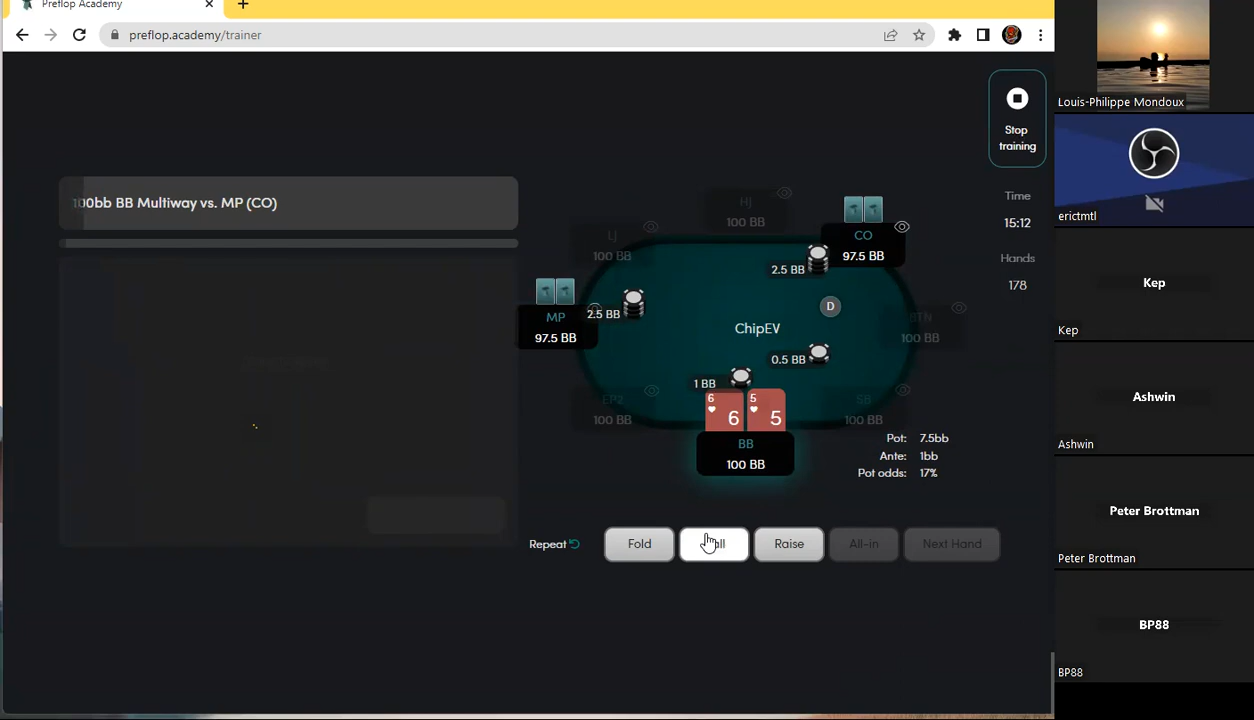 Preflop Academy
preflop.academy/trainer
Stop
training
Time
15:12
Hands
178
100bb BB Multiway vs. MP (CO)
HJ
100 BB
LJ
100 BB
CO
97.5 BB
2.5 BB
MP
97.5 BB
2.5 BB
D
BTN
100 BB
ChipEV
0.5 BB
1 BB
EP2
100 BB
SB
100 BB
6
6
5
5
BB
100 BB
Pot: 7.5bb
Ante: 1bb
Pot odds: 17%
Repeat
Fold
Call
Raise
All-in
Next Hand
Louis-Philippe Mondoux
erictmtl
Kep
Kep
Ashwin
Ashwin
Peter Brottman
Peter Brottman
BP88
BP88